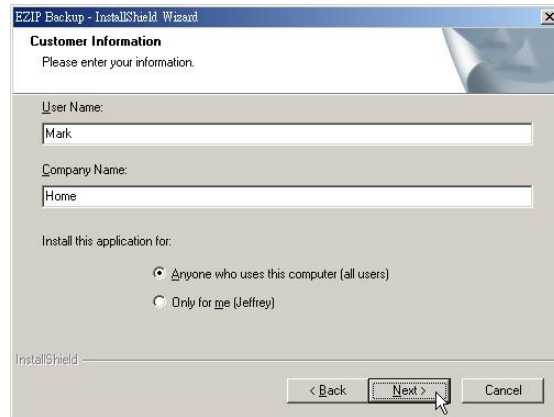 EZIP Backup - InstallShield Wizard
Customer Information
Please enter your information.
User Name:
Mark
Company Name:
Home
Install this application for:
Anyone who uses this computer (all users)
Only for me (Jeffrey)
InstallShield
< Back Next > Cancel